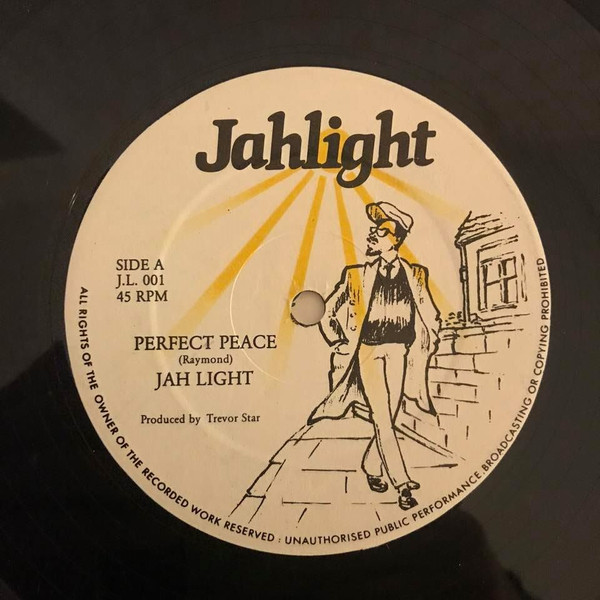 Jahlight
SIDE A
J.L. 001
45 RPM
PERFECT PEACE
(Raymond)
JAH LIGHT
Produced by Trevor Star
ALL RIGHTS OF THE OWNER OF THE RECORDED WORK RESERVED : UNAUTHORISED PUBLIC PERFORMANCE, BROADCASTING OR COPYING PROHIBITED